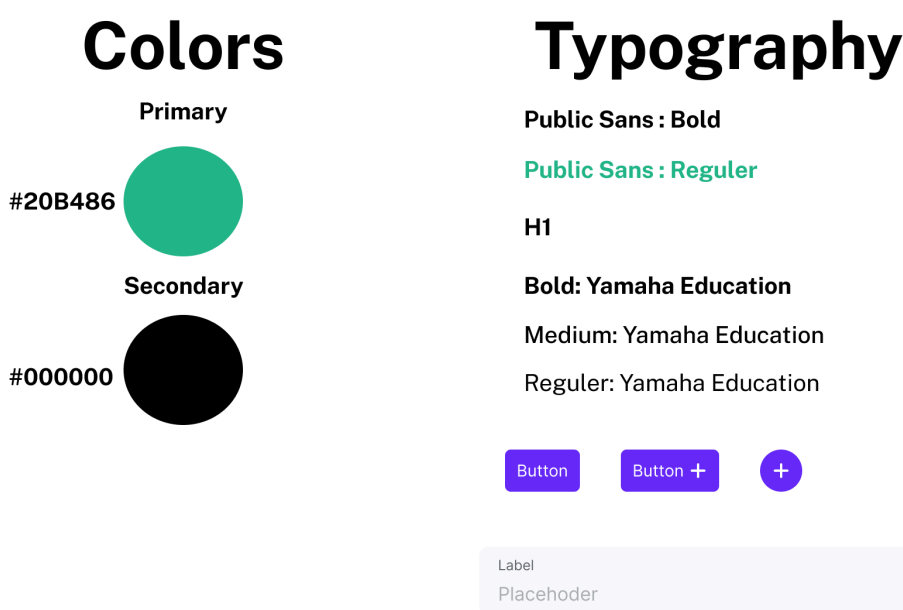 Colors
Primary
#20B486
Secondary
#000000
Typography
Public Sans : Bold
Public Sans : Reguler
H1
Bold: Yamaha Education
Medium: Yamaha Education
Reguler: Yamaha Education
Button
Button +
+
Label
Placehoder